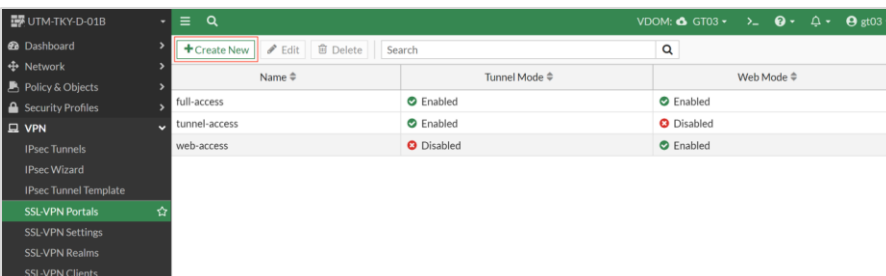 UTM-TKY-D-01B
VDOM: GT03
>_
gt03
Dashboard
Network
Policy & Objects
Security Profiles
VPN
IPsec Tunnels
IPsec Wizard
IPsec Tunnel Template
SSL-VPN Portals
SSL-VPN Settings
SSL-VPN Realms
SSL-VPN Clients
+Create New Edit Delete Search
Name Tunnel Mode Web Mode
full-access Enabled Enabled
tunnel-access Enabled Disabled
web-access Disabled Enabled